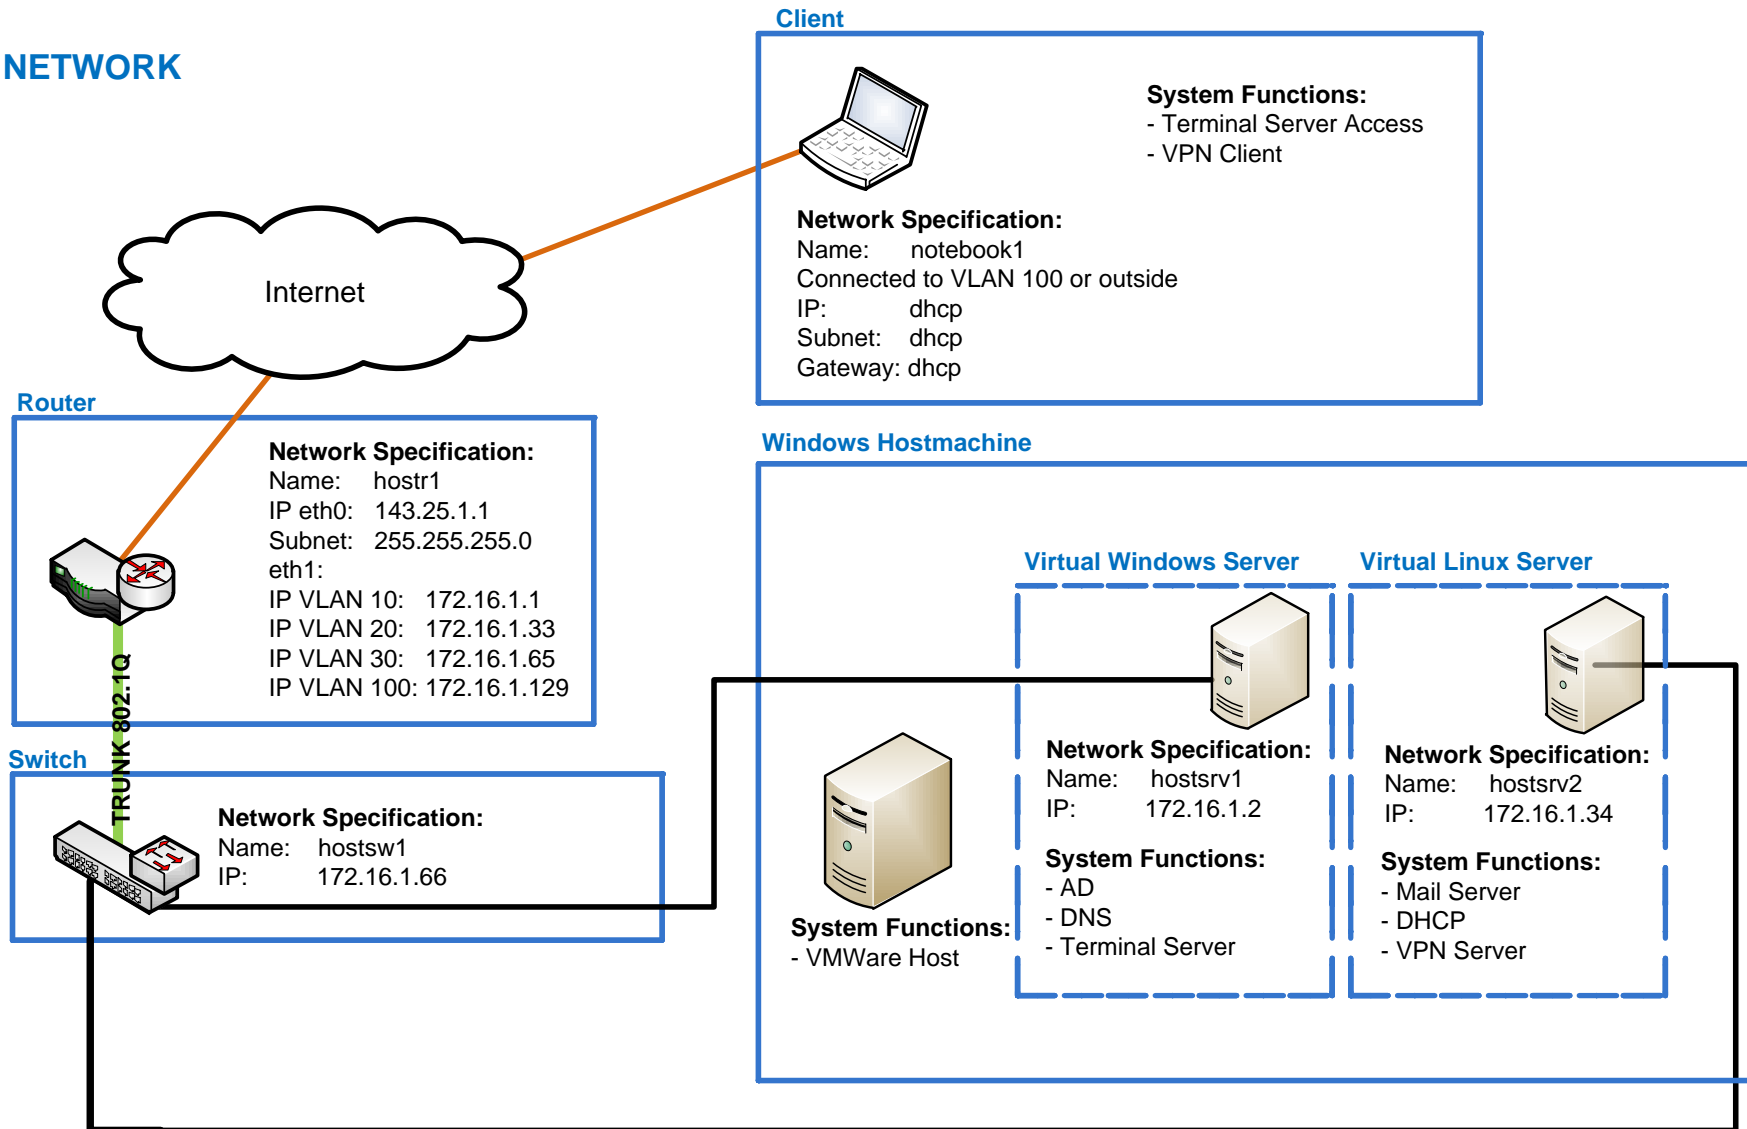 NETWORK
Client
System Functions:
- Terminal Server Access
- VPN Client
Network Specification:
Name: notebook1
Connected to VLAN 100 or outside
IP: dhcp
Subnet: dhcp
Gateway: dhcp
Internet
Router
Network Specification:
Name: hostr1
IP eth0: 143.25.1.1
Subnet: 255.255.255.0
eth1:
IP VLAN 10: 172.16.1.1
IP VLAN 20: 172.16.1.33
IP VLAN 30: 172.16.1.65
IP VLAN 100: 172.16.1.129
TRUNK 802.1Q
Switch
Network Specification:
Name: hostsw1
IP: 172.16.1.66
Windows Hostmachine
System Functions:
- VMWare Host
Virtual Windows Server
Network Specification:
Name: hostsrv1
IP: 172.16.1.2
System Functions:
- AD
- DNS
- Terminal Server
Virtual Linux Server
Network Specification:
Name: hostsrv2
IP: 172.16.1.34
System Functions:
- Mail Server
- DHCP
- VPN Server